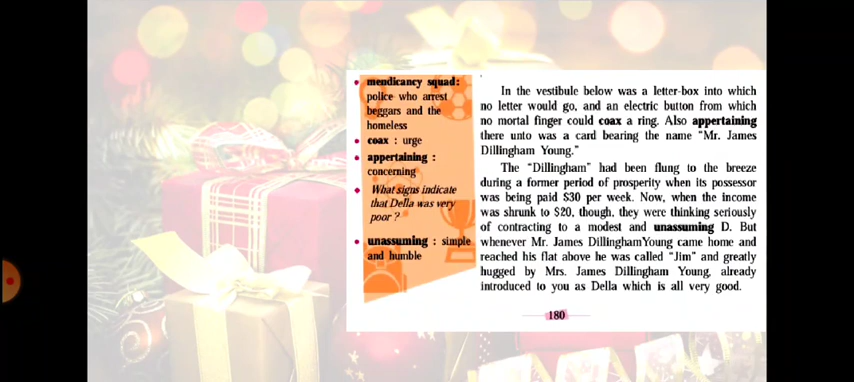 mendicancy squad:
police who arrest
beggars and the
homeless
coax : urge
appertaining :
concerning
What signs indicate
that Della was very
poor ?
unassuming : simple
and humble
In the vestibule below was a letter-box into which
no letter would go, and an electric button from which
no mortal finger could coax a ring. Also appertaining
there unto was a card bearing the name "Mr. James
Dillingham Young."
The "Dillingham" had been flung to the breeze
during a former period of prosperity when its possessor
was being paid $30 per week. Now, when the income
was shrunk to $20, though, they were thinking seriously
of contracting to a modest and unassuming D. But
whenever Mr. James DillinghamYoung came home and
reached his flat above he was called "Jim" and greatly
hugged by Mrs. James Dillingham Young, already
introduced to you as Della which is all very good.
180